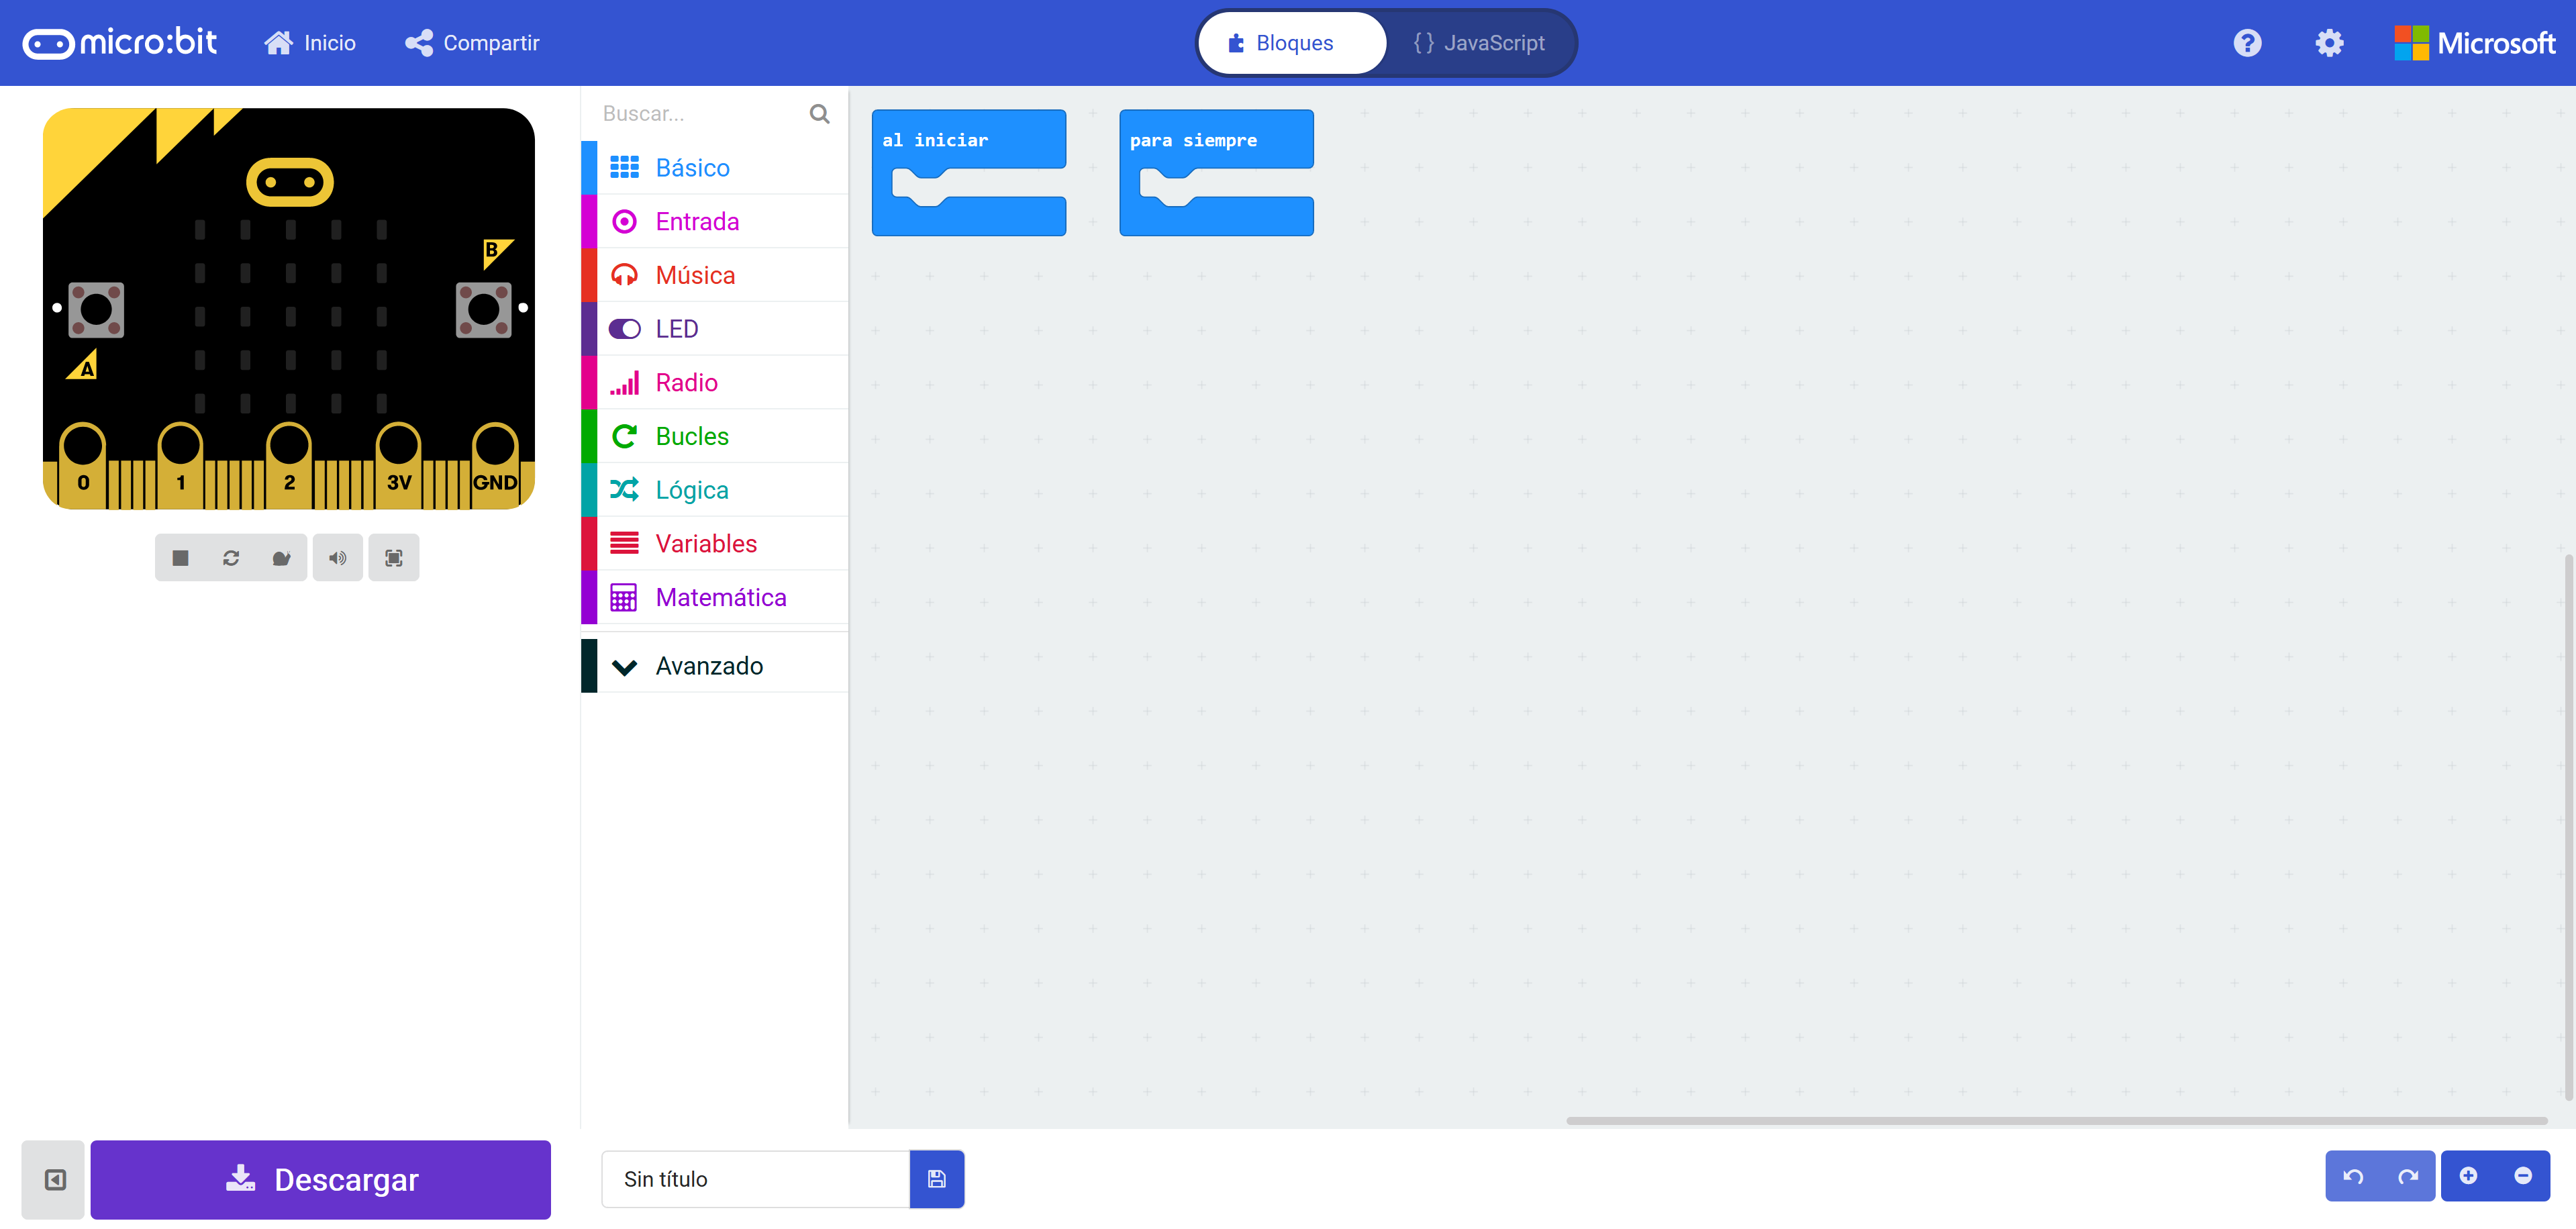 micro:bit
Inicio
Compartir
Bloques
{ } JavaScript
Microsoft
Buscar...
al iniciar
para siempre
Básico
Entrada
Música
LED
Radio
Bucles
Lógica
Variables
Matemática
Avanzado
B
A
0 1 2 3V GND
Descargar
Sin título